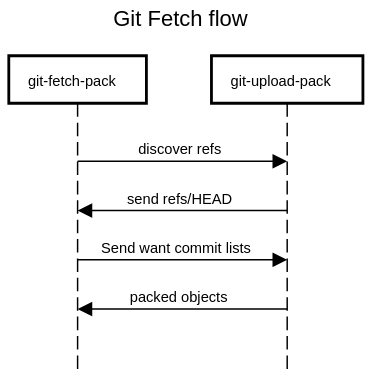 Git Fetch flow
git-fetch-pack
git-upload-pack
discover refs
send refs/HEAD
Send want commit lists
packed objects